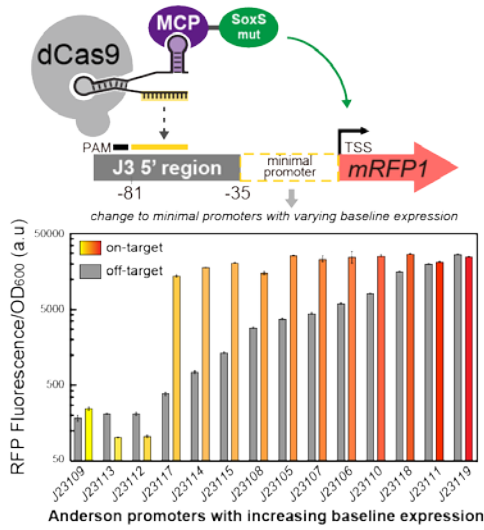 MCP
SoxS
mut
dCas9
PAM
TSS
J3 5' region
minimal
promoter
mRFP1
-81
-35
change to minimal promoters with varying baseline expression
RFP Fluorescence/OD600 (a.u)
50000
5000
500
50
on-target
off-target
J23109
J23113
J23112
J23117
J23114
J23115
J23108
J23105
J23107
J23106
J23110
J23118
J23111
J23119
Anderson promoters with increasing baseline expression